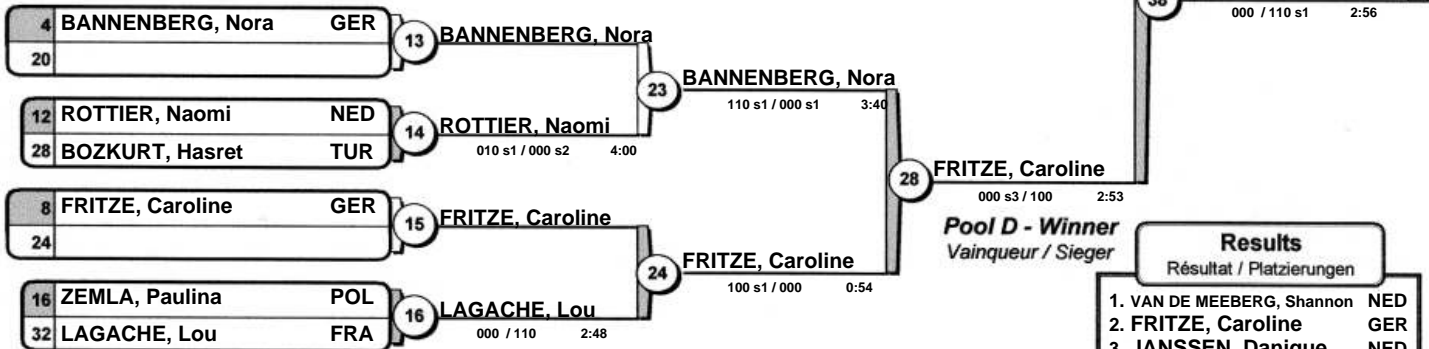 38
000 / 110 s1 2:56
4 BANNENBERG, Nora GER
20
13 BANNENBERG, Nora
23 BANNENBERG, Nora
110 s1 / 000 s1 3:40
12 ROTTIER, Naomi NED
28 BOZKURT, Hasret TUR
14 ROTTIER, Naomi
010 s1 / 000 s2 4:00
28 FRITZE, Caroline
000 s3 / 100 2:53
8 FRITZE, Caroline GER
24
15 FRITZE, Caroline
24 FRITZE, Caroline
100 s1 / 000 0:54
16 ZEMLA, Paulina POL
32 LAGACHE, Lou FRA
16 LAGACHE, Lou
000 / 110 2:48
Pool D - Winner
Vainqueur / Sieger
Results
Résultat / Platzierungen
1. VAN DE MEEBERG, Shannon NED
2. FRITZE, Caroline GER
3. JANSSEN, Danique NED